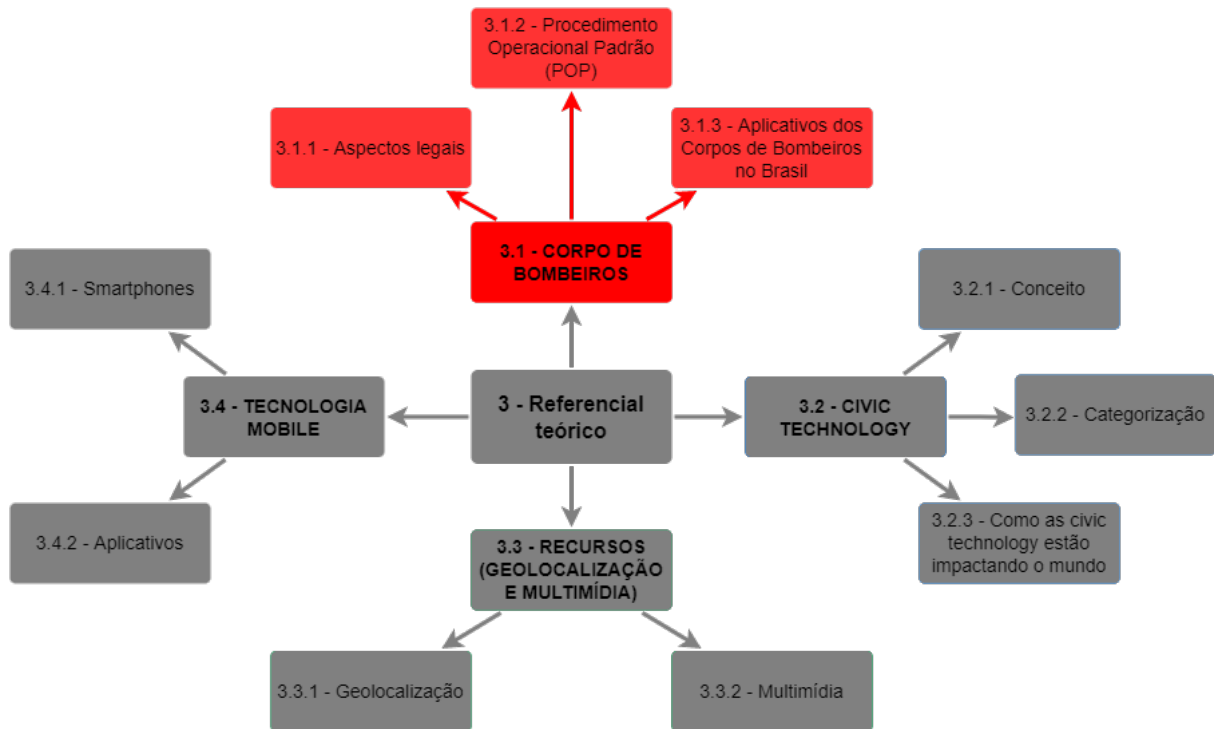 3.1.2 - Procedimento
Operacional Padrão
(POP)
3.1.1 - Aspectos legais
3.1.3 - Aplicativos dos
Corpos de Bombeiros
no Brasil
3.1 - CORPO DE
BOMBEIROS
3.4.1 - Smartphones
3.2.1 - Conceito
3.4 - TECNOLOGIA
MOBILE
3 - Referencial
teórico
3.2 - CIVIC
TECHNOLOGY
3.2.2 - Categorização
3.4.2 - Aplicativos
3.3 - RECURSOS
(GEOLOCALIZAÇÃO
E MULTIMÍDIA)
3.2.3 - Como as civic
technology estão
impactando o mundo
3.3.1 - Geolocalização
3.3.2 - Multimídia